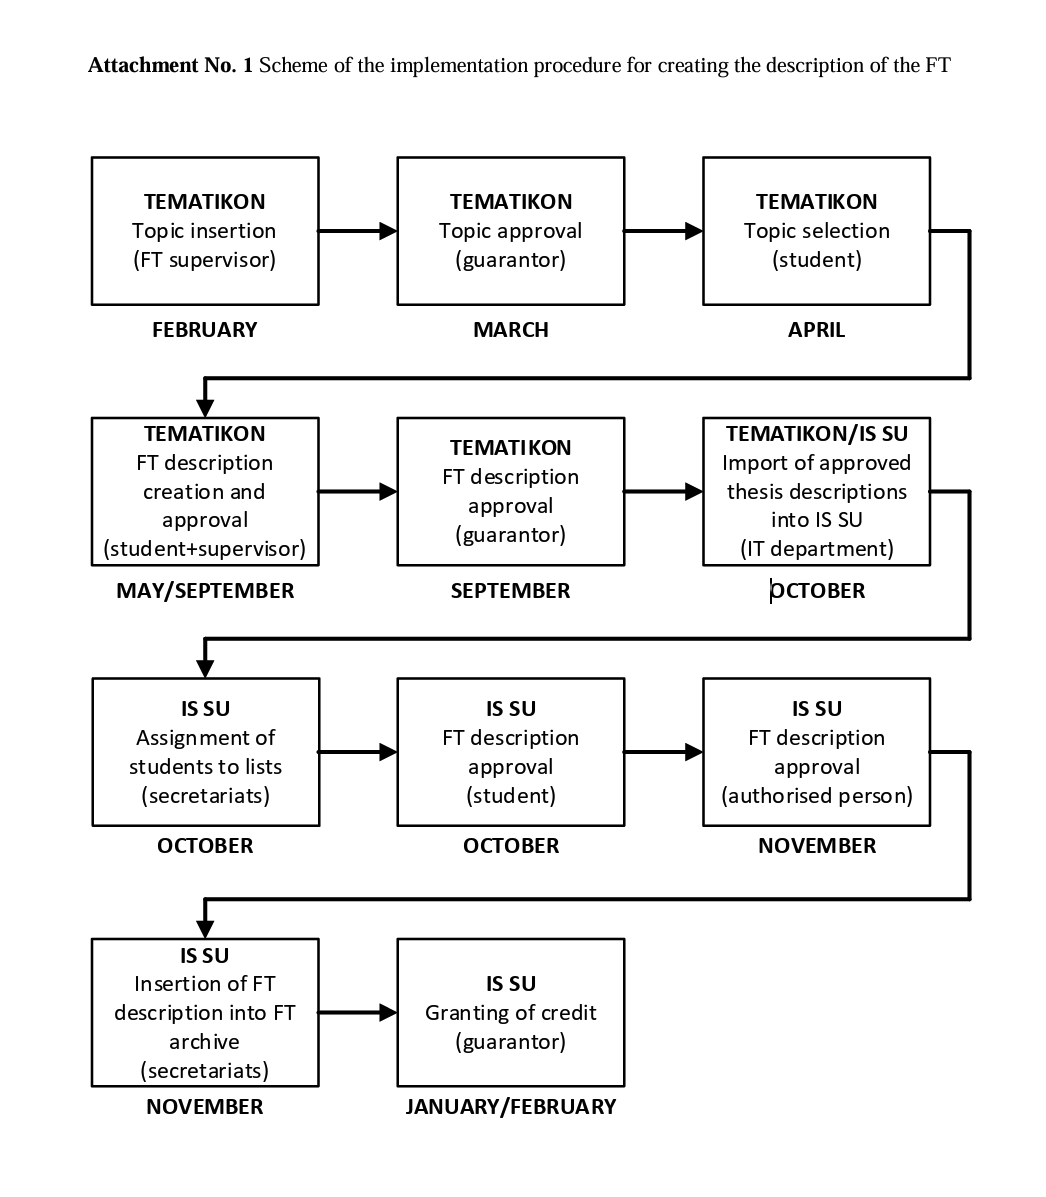 Attachment No. 1 Scheme of the implementation procedure for creating the description of the FT
TEMATIKON
Topic insertion
(FT supervisor)
FEBRUARY
TEMATIKON
Topic approval
(guarantor)
MARCH
TEMATIKON
Topic selection
(student)
APRIL
TEMATIKON
FT description
creation and
approval
(student+supervisor)
MAY/SEPTEMBER
TEMATIKON
FT description
approval
(guarantor)
SEPTEMBER
TEMATIKON/IS SU
Import of approved
thesis descriptions
into IS SU
(IT department)
OCTOBER
IS SU
Assignment of
students to lists
(secretariats)
OCTOBER
IS SU
FT description
approval
(student)
OCTOBER
IS SU
FT description
approval
(authorised person)
NOVEMBER
IS SU
Insertion of FT
description into FT
archive
(secretariats)
NOVEMBER
IS SU
Granting of credit
(guarantor)
JANUARY/FEBRUARY